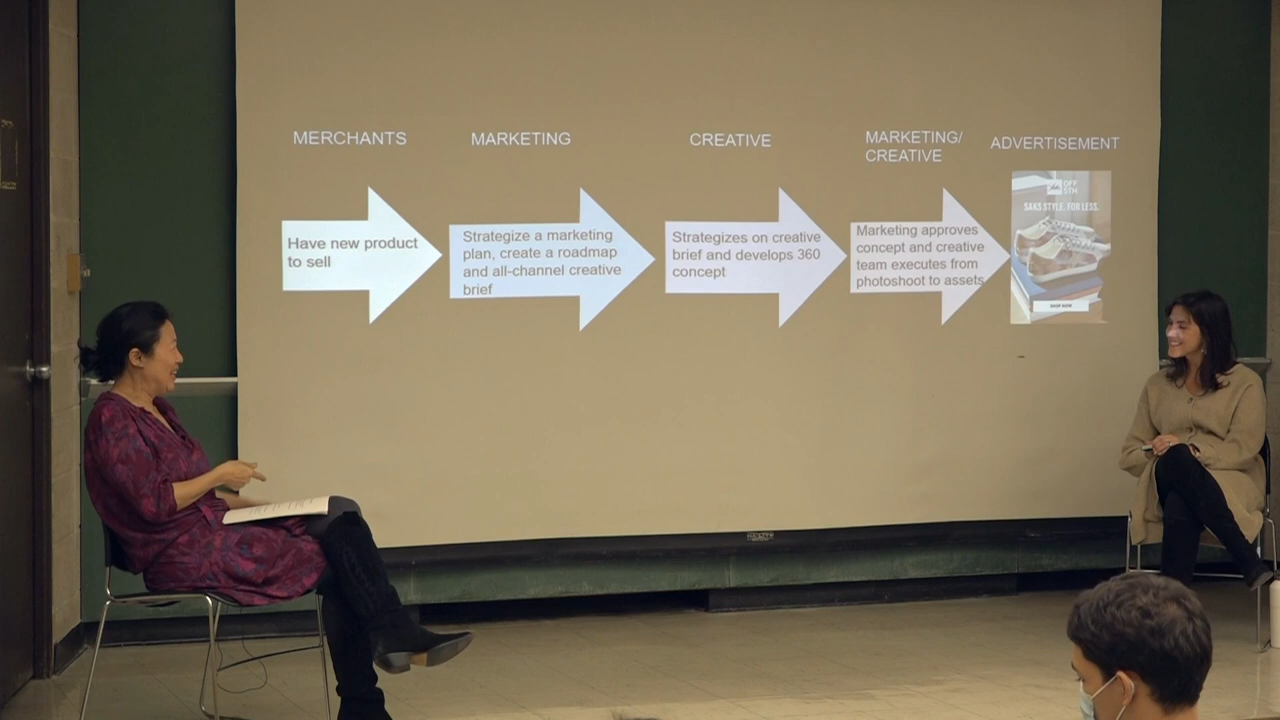 MERCHANTS
Have new product
to sell
MARKETING
Strategize a marketing
plan, create a roadmap
and all-channel creative
brief
CREATIVE
Strategizes on creative
brief and develops 360
concept
MARKETING/
CREATIVE
Marketing approves
concept and creative
team executes from
photoshoot to assets
ADVERTISEMENT
OFF
5TH
SAKS STYLE. FOR LESS.
SHOP NOW